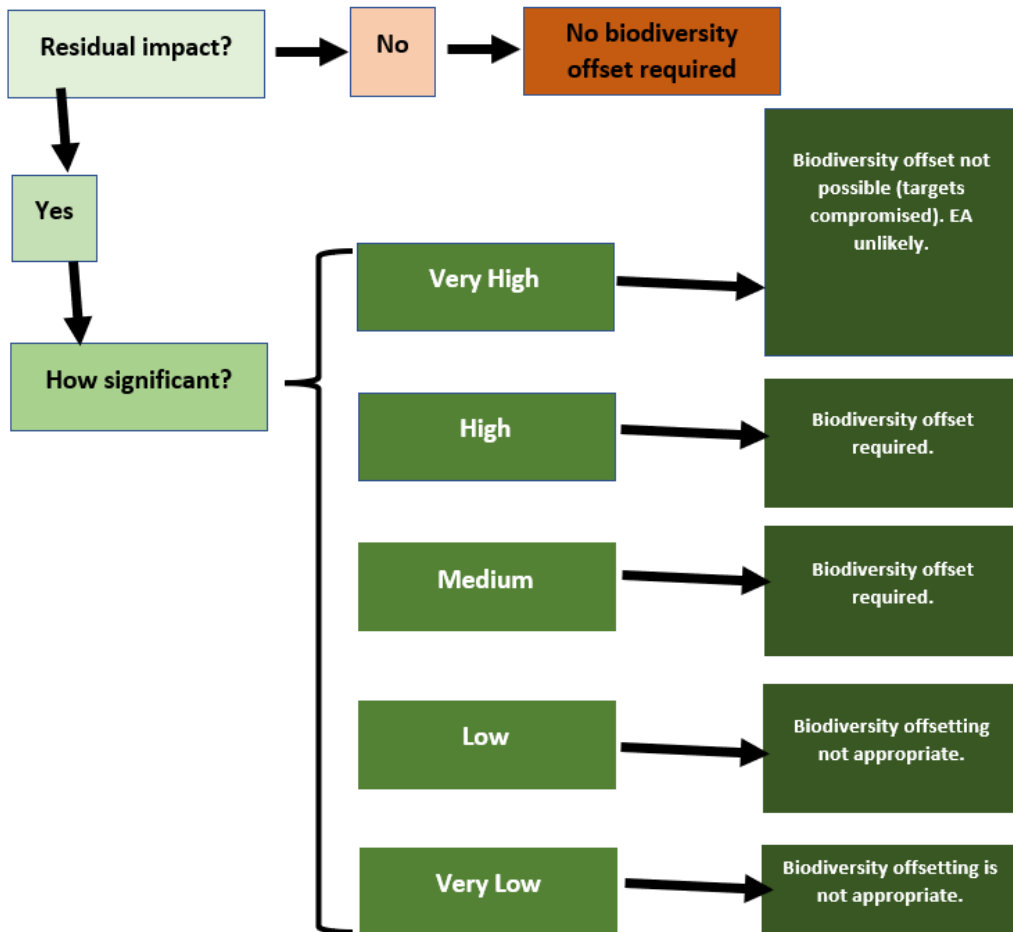 Residual impact?
No
No biodiversity
offset required
Yes
How significant?
Very High
Biodiversity offset not
possible (targets
compromised). EA
unlikely.
High
Biodiversity offset
required.
Medium
Biodiversity offset
required.
Low
Biodiversity offsetting
not appropriate.
Very Low
Biodiversity offsetting is
not appropriate.